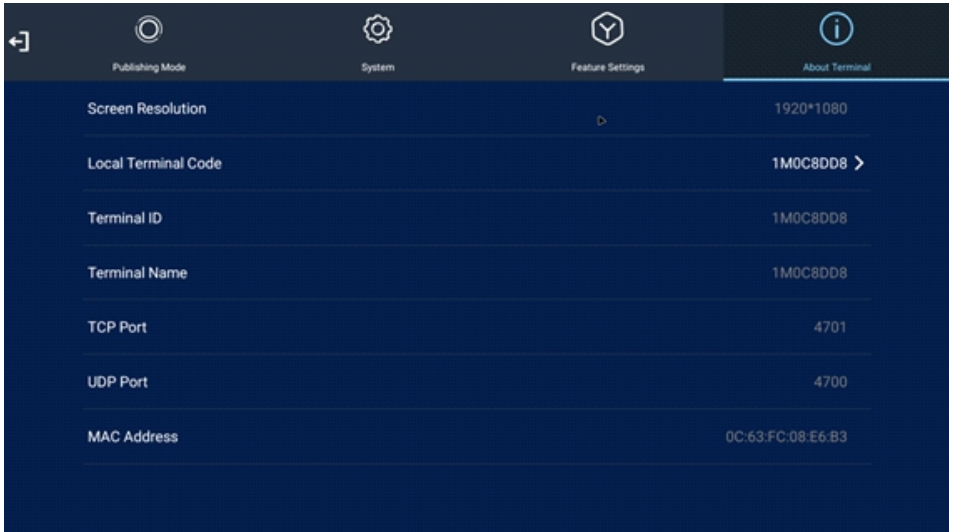 Publishing Mode
System
Feature Settings
About Terminal
Screen Resolution 1920*1080
Local Terminal Code 1M0C8DD8
Terminal ID 1M0C8DD8
Terminal Name 1M0C8DD8
TCP Port 4701
UDP Port 4700
MAC Address 0C:63:FC:08:E6:B3